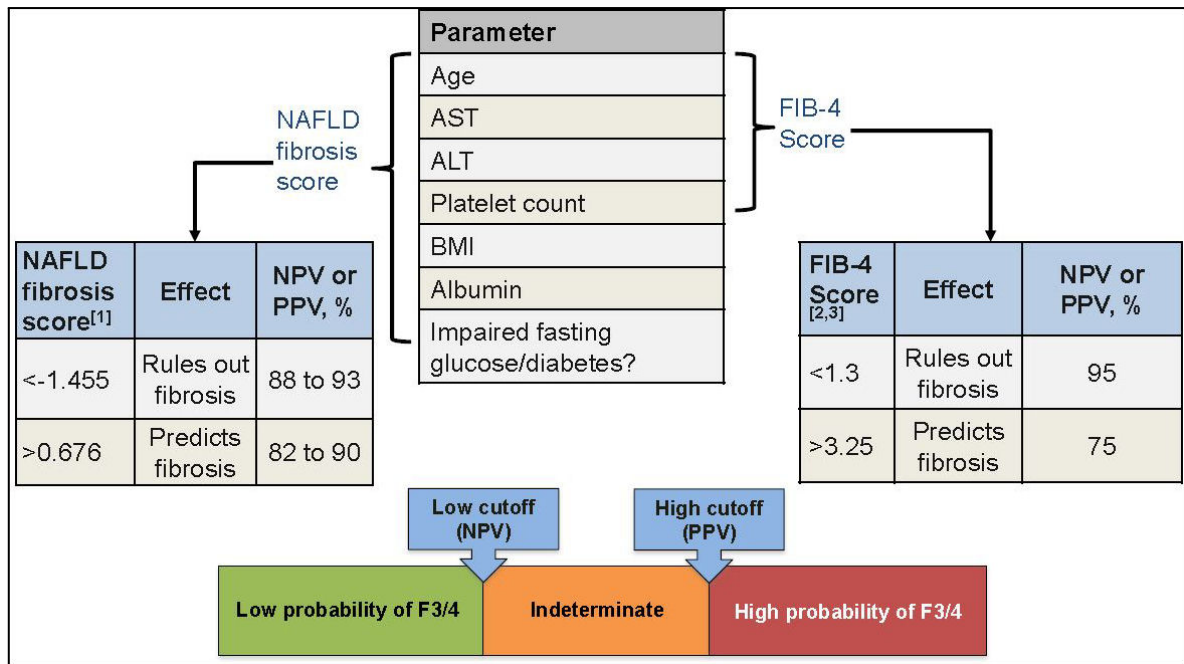 Parameter
Age
AST
ALT
Platelet count
BMI
Albumin
Impaired fasting
glucose/diabetes?
NAFLD
fibrosis
score
FIB-4
Score
NAFLD
fibrosis
score[1]
Effect
NPV or
PPV, %
<-1.455
Rules out
fibrosis
88 to 93
>0.676
Predicts
fibrosis
82 to 90
FIB-4
Score
[2,3]
Effect
NPV or
PPV, %
<1.3
Rules out
fibrosis
95
>3.25
Predicts
fibrosis
75
Low cutoff
(NPV)
High cutoff
(PPV)
Low probability of F3/4
Indeterminate
High probability of F3/4